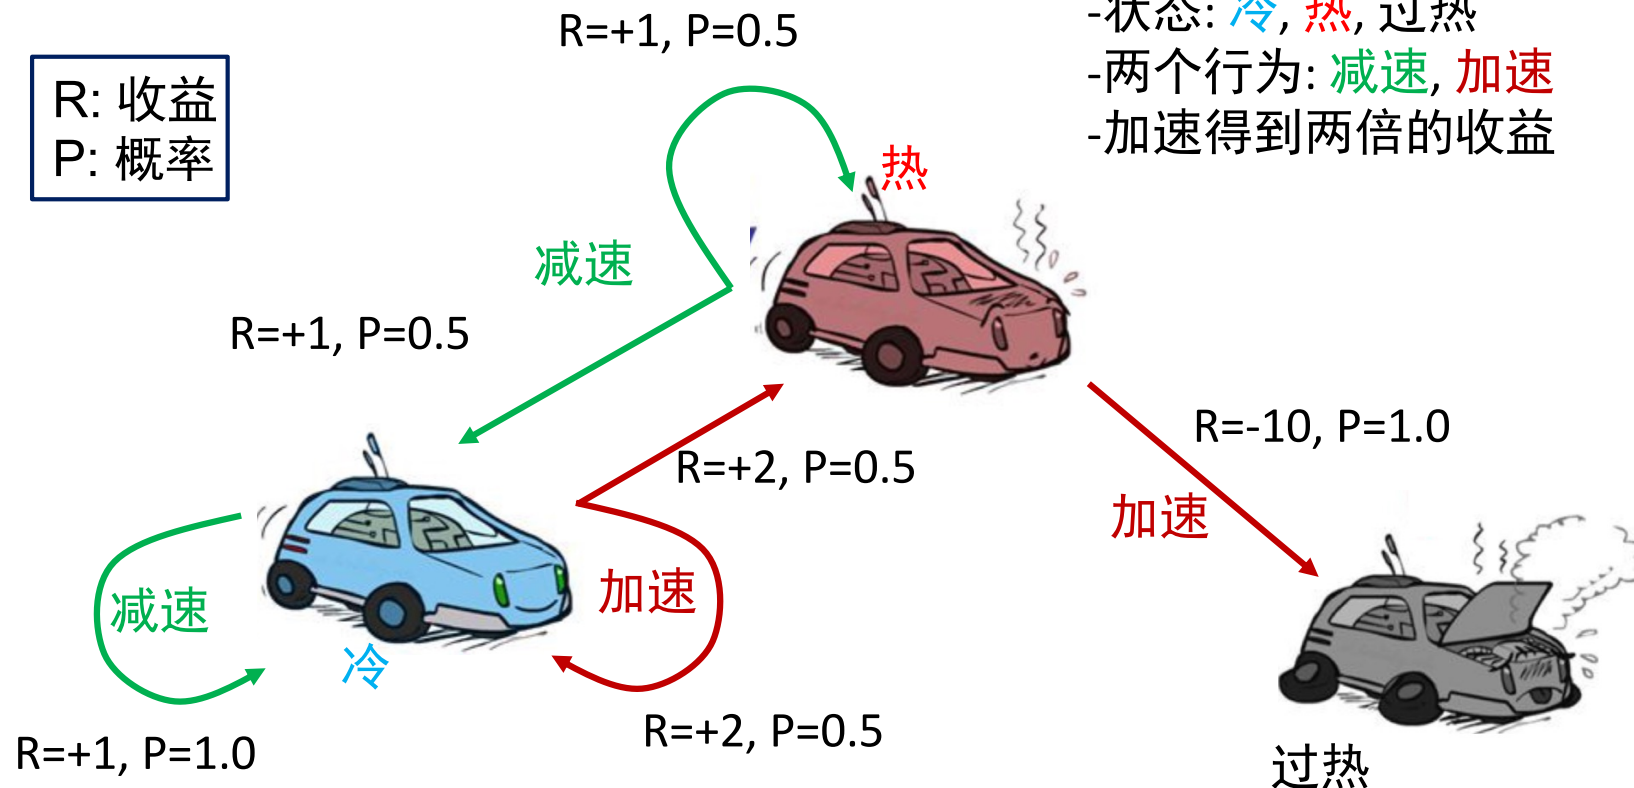 R=+1, P=0.5
-状态: 冷, 热, 过热
-两个行为: 减速, 加速
-加速得到两倍的收益
R: 收益
P: 概率
热
减速
R=+1, P=0.5
R=-10, P=1.0
R=+2, P=0.5
加速
减速
加速
冷
R=+2, P=0.5
R=+1, P=1.0
过热